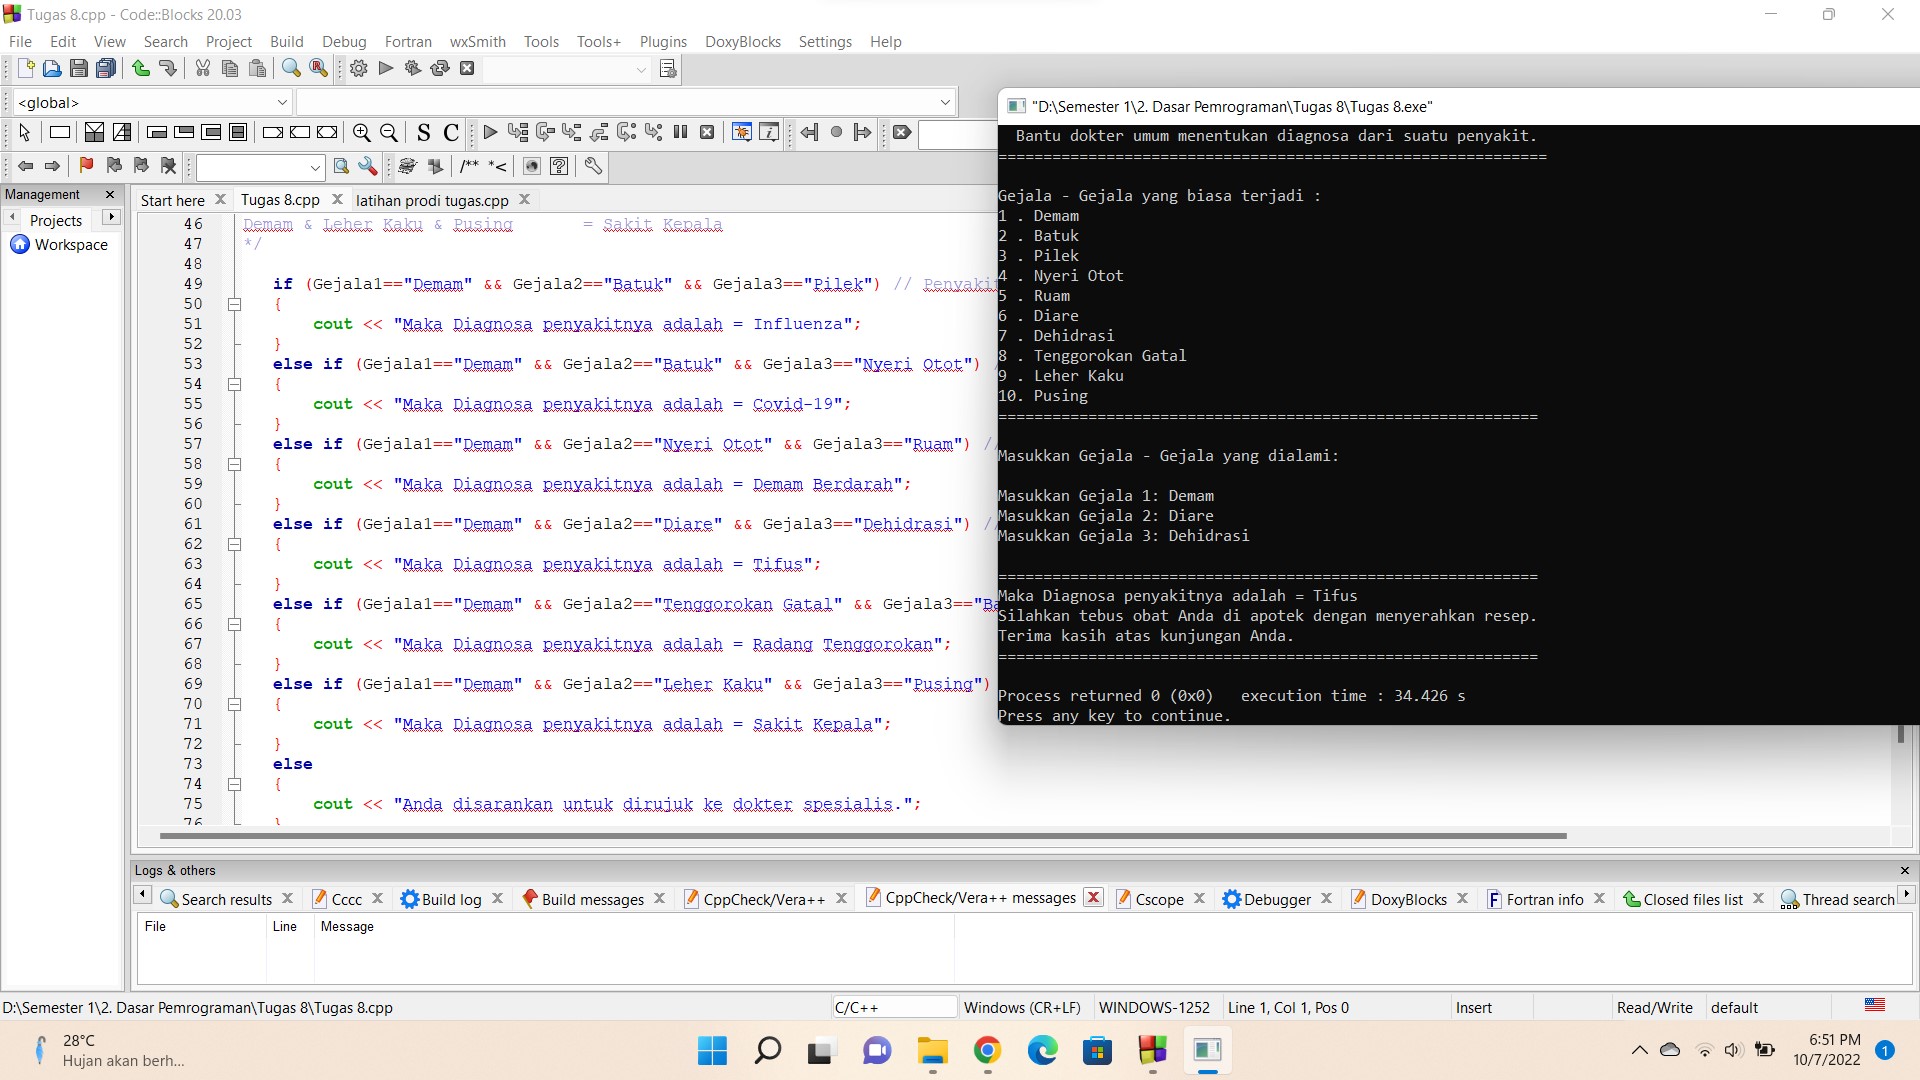 Tugas 8.cpp - Code::Blocks 20.03
File Edit View Search Project Build Debug Fortran wxSmith Tools Tools+ Plugins DoxyBlocks Settings Help
<global>
S C
/** *<
Management
Projects
Workspace
Start here Tugas 8.cpp latihan prodi tugas.cpp
46 Demam & Leher Kaku & Pusing = Sakit Kepala
47 */
48
49 if (Gejala1=="Demam" && Gejala2=="Batuk" && Gejala3=="Pilek") //
50 {
51 cout << "Maka Diagnosa penyakitnya adalah = Influenza";
52 }
53 else if (Gejala1=="Demam" && Gejala2=="Batuk" && Gejala3=="Nyeri Otot")
54 {
55 cout << "Maka Diagnosa penyakitnya adalah = Covid-19";
56 }
57 else if (Gejala1=="Demam" && Gejala2=="Nyeri Otot" && Gejala3=="Ruam") //
58 {
59 cout << "Maka Diagnosa penyakitnya adalah = Demam Berdarah";
60 }
61 else if (Gejala1=="Demam" && Gejala2=="Diare" && Gejala3=="Dehidrasi") //
62 {
63 cout << "Maka Diagnosa penyakitnya adalah = Tifus";
64 }
65 else if (Gejala1=="Demam" && Gejala2=="Tenggorokan Gatal" && Gejala3=="Ba
66 {
67 cout << "Maka Diagnosa penyakitnya adalah = Radang Tenggorokan";
68 }
69 else if (Gejala1=="Demam" && Gejala2=="Leher Kaku" && Gejala3=="Pusing")
70 {
71 cout << "Maka Diagnosa penyakitnya adalah = Sakit Kepala";
72 }
73 else
74 {
75 cout << "Anda disarankan untuk dirujuk ke dokter spesialis.";
76 }
"D:\Semester 1\2. Dasar Pemrograman\Tugas 8\Tugas 8.exe"
Bantu dokter umum menentukan diagnosa dari suatu penyakit.
=============================================================
Gejala - Gejala yang biasa terjadi :
1 . Demam
2 . Batuk
3 . Pilek
4 . Nyeri Otot
5 . Ruam
6 . Diare
7 . Dehidrasi
8 . Tenggorokan Gatal
9 . Leher Kaku
10. Pusing
============================================================
Masukkan Gejala - Gejala yang dialami:
Masukkan Gejala 1: Demam
Masukkan Gejala 2: Diare
Masukkan Gejala 3: Dehidrasi
============================================================
Maka Diagnosa penyakitnya adalah = Tifus
Silahkan tebus obat Anda di apotek dengan menyerahkan resep.
Terima kasih atas kunjungan Anda.
============================================================
Process returned 0 (0x0) execution time : 34.426 s
Press any key to continue.
Logs & others
Search results Cccc Build log Build messages CppCheck/Vera++ CppCheck/Vera++ messages Cscope Debugger DoxyBlocks Fortran info Closed files list Thread search
File Line Message
D:\Semester 1\2. Dasar Pemrograman\Tugas 8\Tugas 8.cpp C/C++ Windows (CR+LF) WINDOWS-1252 Line 1, Col 1, Pos 0 Insert Read/Write default
28°C
Hujan akan berh...
6:51 PM
10/7/2022
1